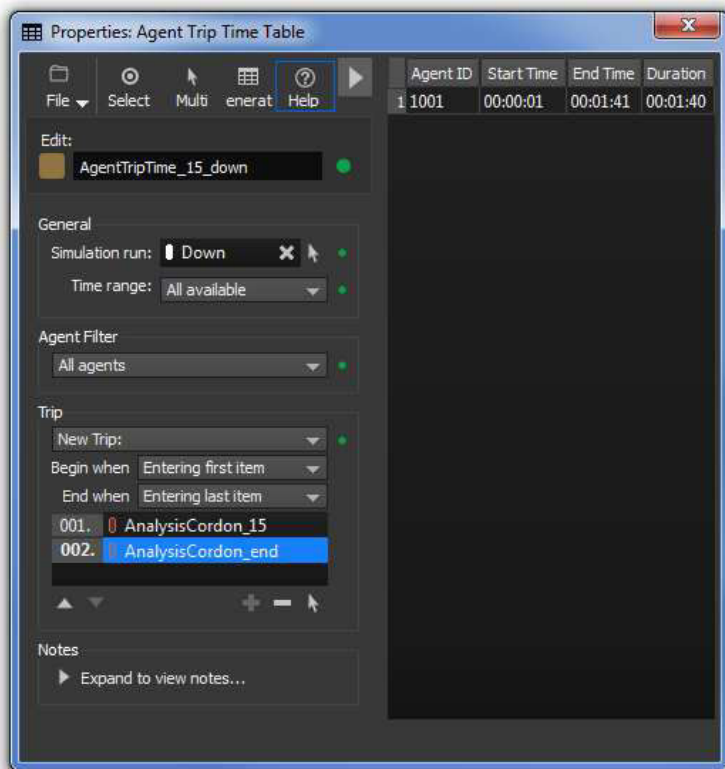 Properties: Agent Trip Time Table
x
File Select Multi enerat Help
Agent ID Start Time End Time Duration
1 1001 00:00:01 00:01:41 00:01:40
Edit:
AgentTripTime_15_down
General
Simulation run: Down
Time range: All available
Agent Filter
All agents
Trip
New Trip:
Begin when Entering first item
End when Entering last item
001. AnalysisCordon_15
002. AnalysisCordon_end
Notes
Expand to view notes...